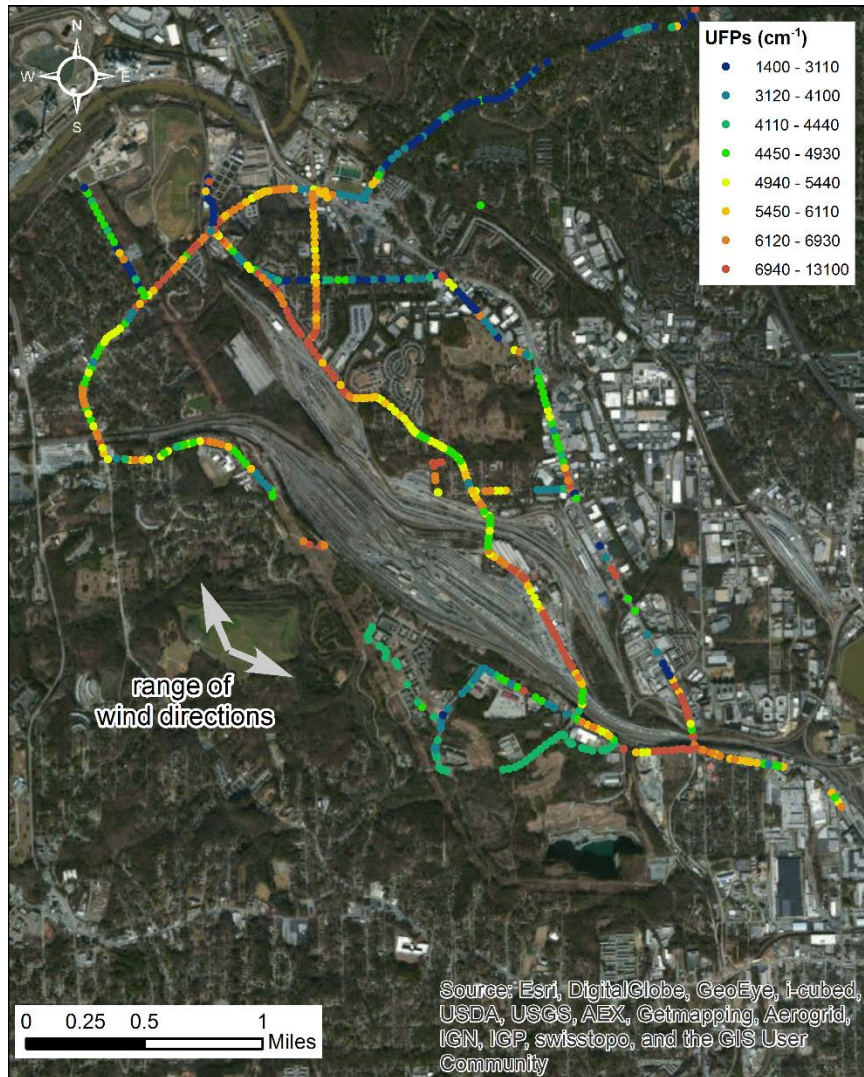 N
W E
S
UFPs (cm⁻¹)
1400 - 3110
3120 - 4100
4110 - 4440
4450 - 4930
4940 - 5440
5450 - 6110
6120 - 6930
6940 - 13100
range of
wind directions
0 0.25 0.5 1
Miles
Source: Esri, DigitalGlobe, GeoEye, i-cubed,
USDA, USGS, AEX, Getmapping, Aerogrid,
IGN, IGP, swisstopo, and the GIS User
Community